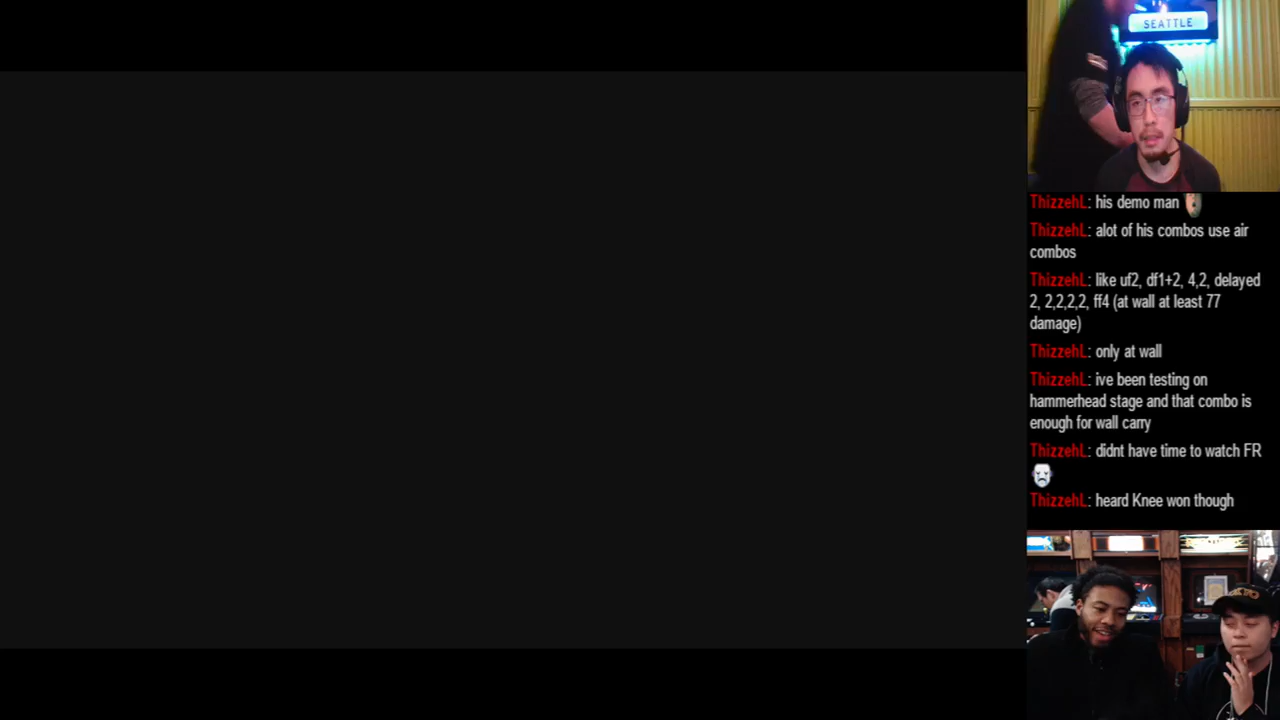 SEATTLE
ThizzehL: his demo man
ThizzehL: alot of his combos use air
combos
ThizzehL: like uf2, df1+2, 4,2, delayed
2, 2,2,2,2, ff4 (at wall at least 77
damage)
ThizzehL: only at wall
ThizzehL: ive been testing on
hammerhead stage and that combo is
enough for wall carry
ThizzehL: didnt have time to watch FR
ThizzehL: heard Knee won though